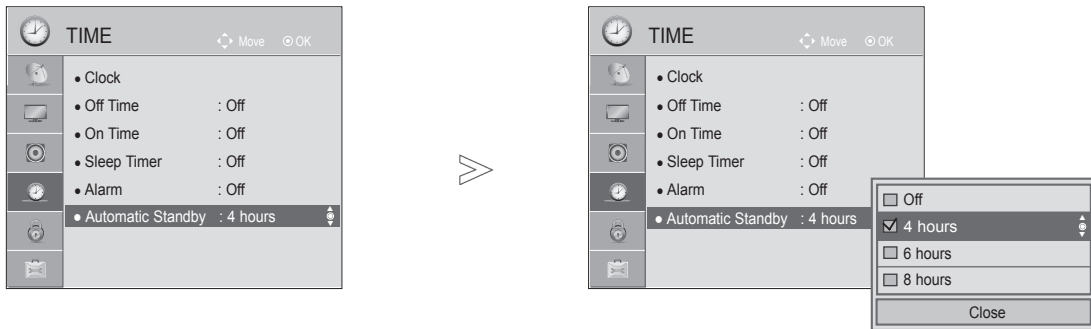 TIME
Move OK
• Clock
• Off Time : Off
• On Time : Off
• Sleep Timer : Off
• Alarm : Off
• Automatic Standby : 4 hours
TIME
Move OK
• Clock
• Off Time : Off
• On Time : Off
• Sleep Timer : Off
• Alarm : Off
• Automatic Standby : 4 hours
Off
4 hours
6 hours
8 hours
Close